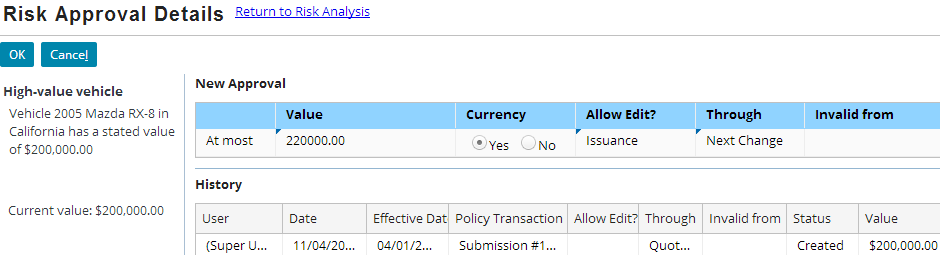 Risk Approval Details Return to Risk Analysis
OK Cancel
High-value vehicle
Vehicle 2005 Mazda RX-8 in
California has a stated value
of $200,000.00
Current value: $200,000.00
New Approval
Value Currency Allow Edit? Through Invalid from
At most 220000.00 Yes No Issuance Next Change
History
User Date Effective Dat Policy Transaction Allow Edit? Through Invalid from Status Value
(Super U... 11/04/20... 04/01/2... Submission #1... Quot... Created $200,000.00